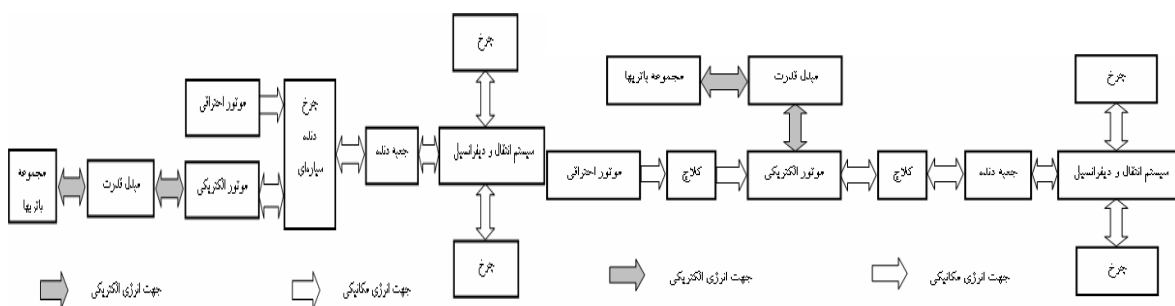 چرخ
موتور احتراقی
چرخ
دنده
سیاره‌ای
جعبه دنده
سیستم انتقال و دیفرانسیل
مجموعه
باتریها
مبدل قدرت
موتور الکتریکی
چرخ
جهت انرژی الکتریکی
جهت انرژی مکانیکی
مجموعه باتریها
مبدل قدرت
چرخ
موتور احتراقی
کلاچ
موتور الکتریکی
کلاچ
جعبه دنده
سیستم انتقال و دیفرانسیل
چرخ
جهت انرژی الکتریکی
جهت انرژی مکانیکی